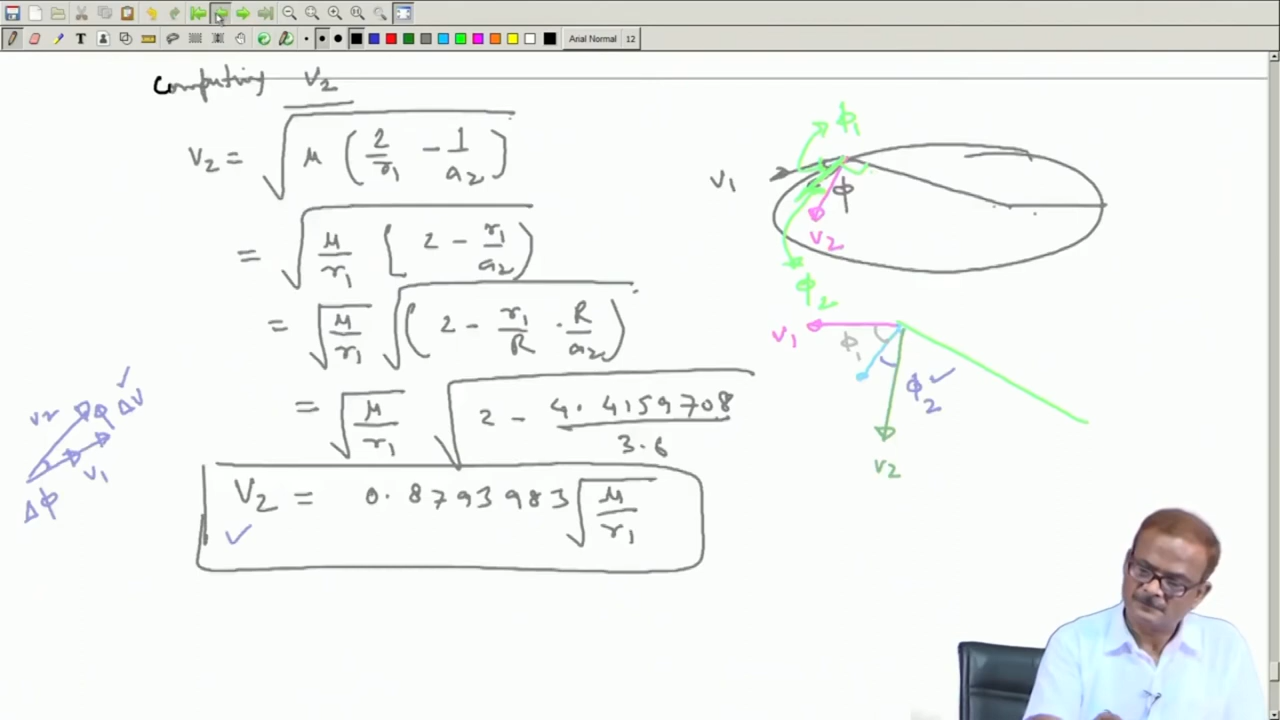 Arial Normal 12
Computing V2
V2 = √(μ (2/r1 - 1/a2))
= √(μ/r1 [2 - r1/a2))
= √(μ/r1) √((2 - r1/R · R/a2))
= √(μ/r1) √(2 - 4.4159708/3.6)
V2 = 0.8793983 √(μ/r1)
✓
V2
ΔV ✓
V1
Δφ
φ1
V1
φ
V2
φ2
V1
φ1
φ2 ✓
V2